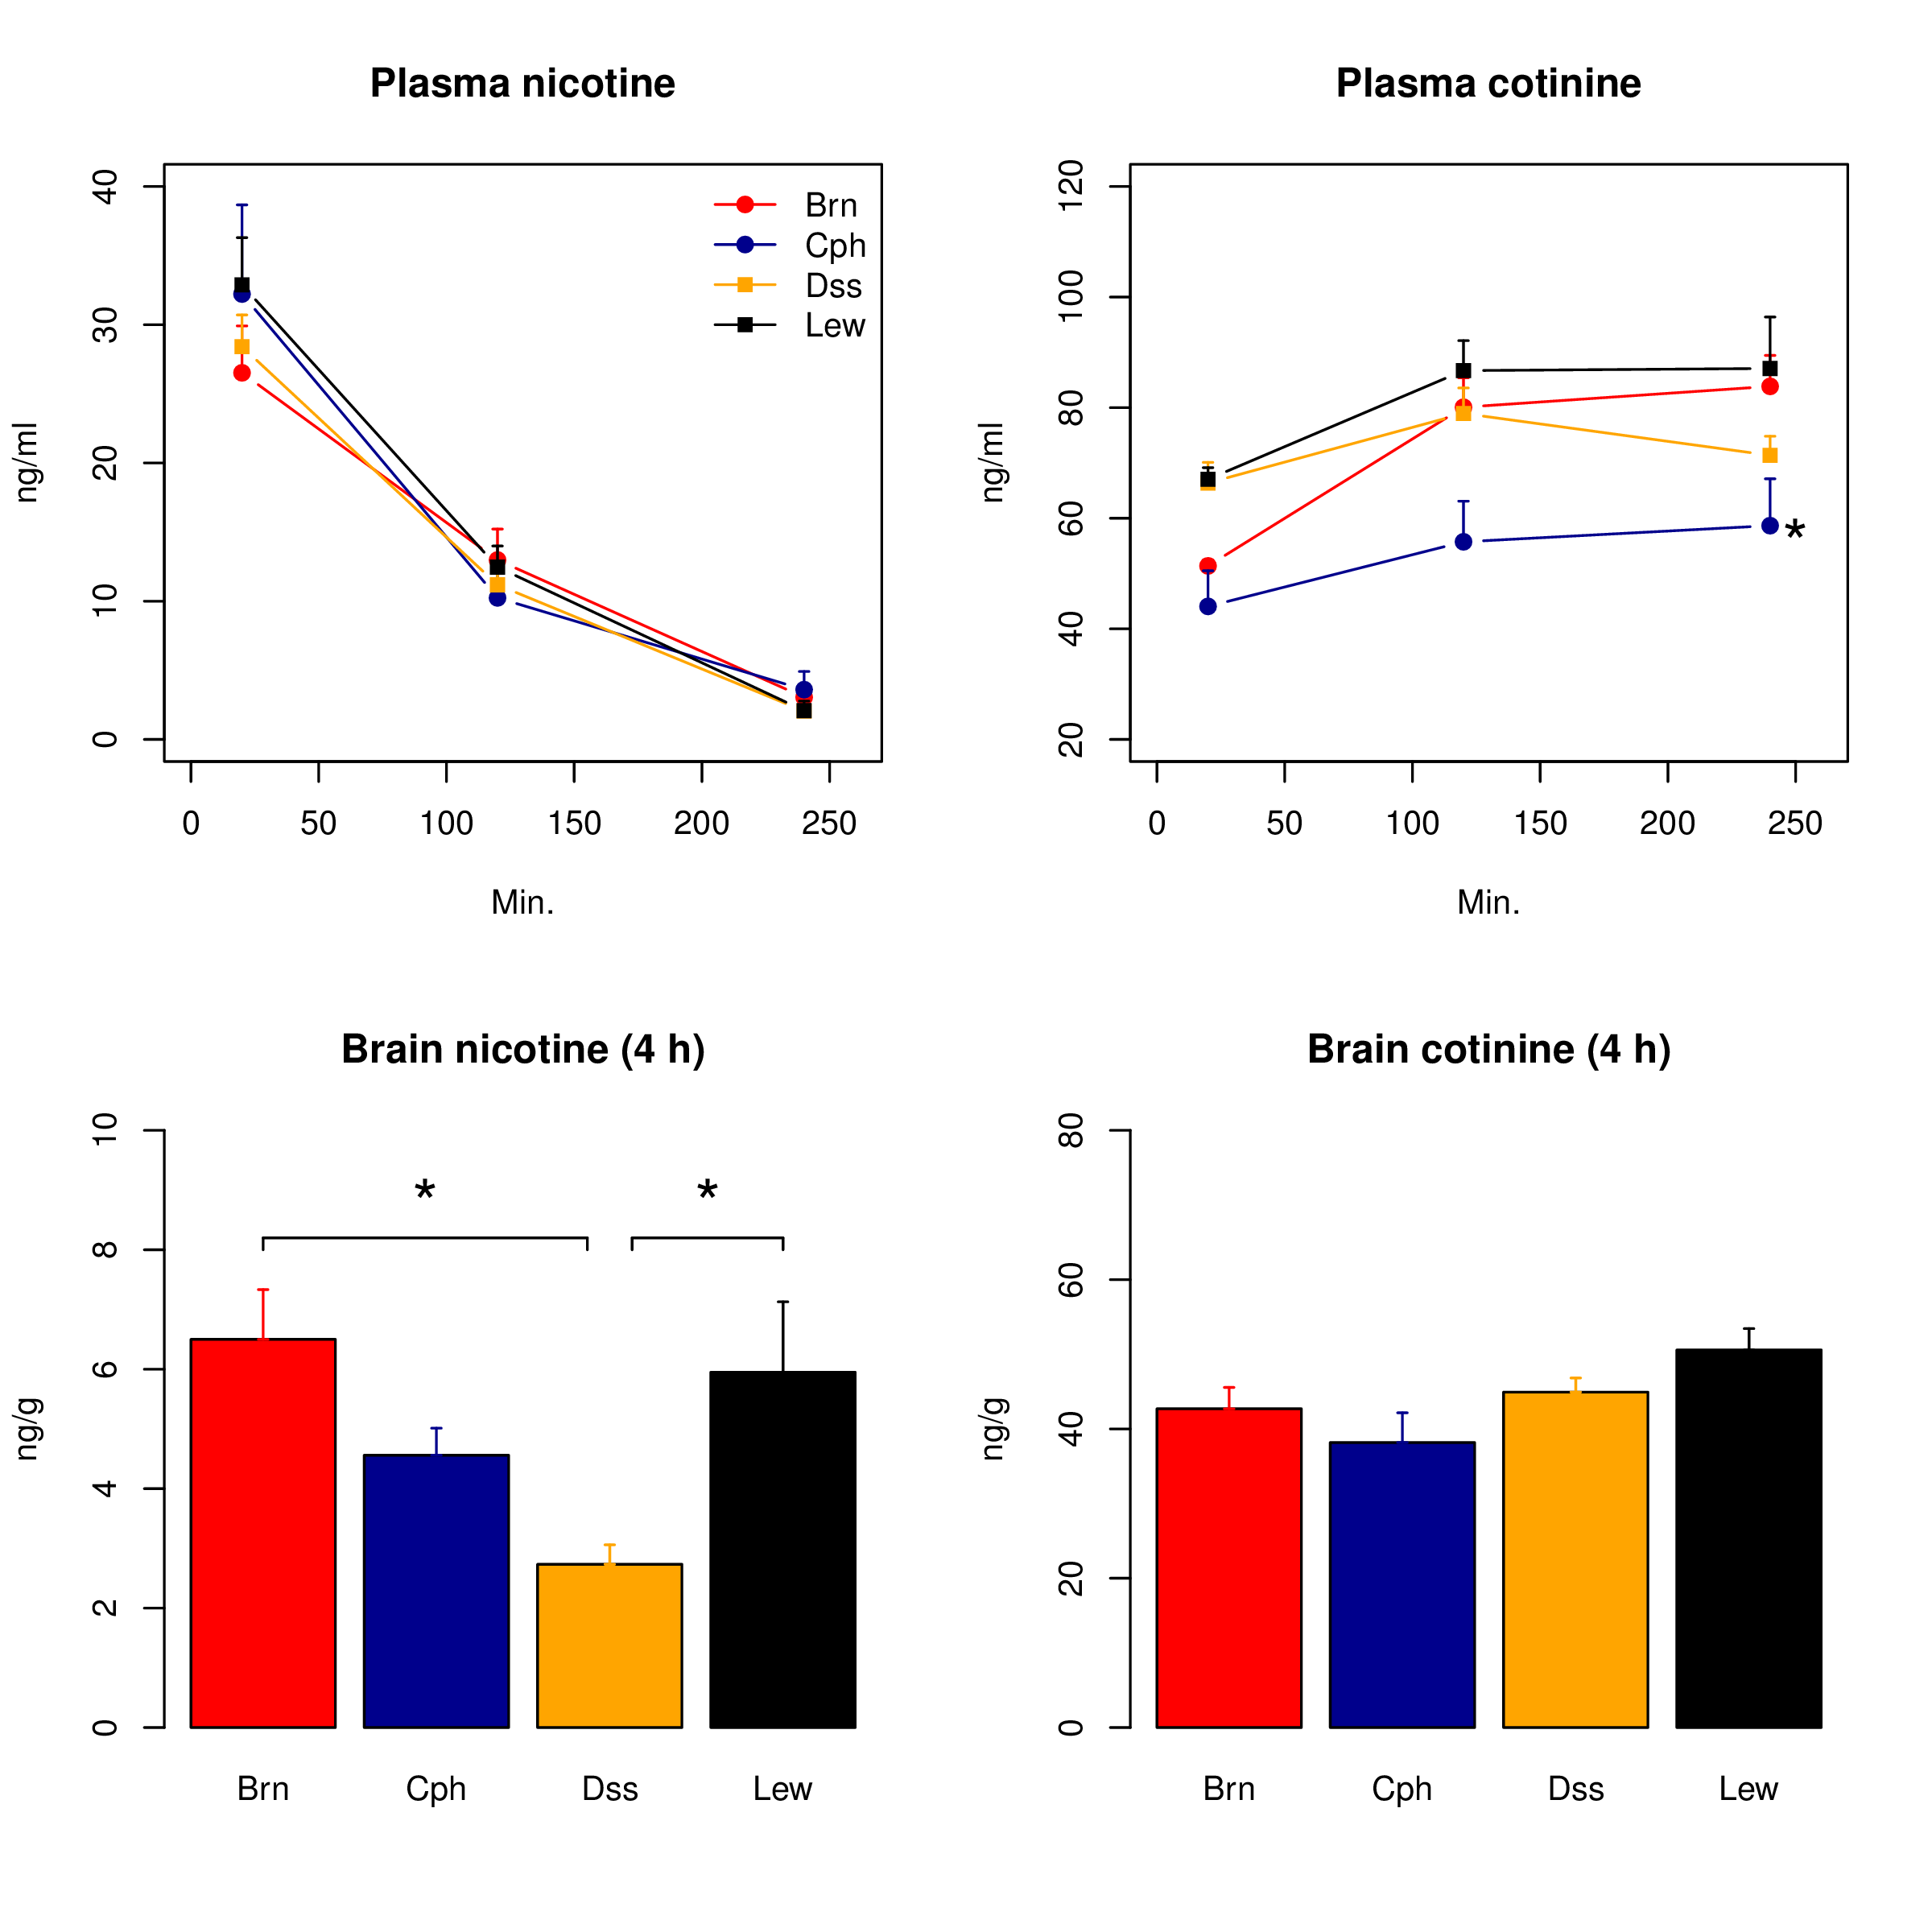 Plasma nicotine
ng/ml
40
30
20
10
0
Brn
Cph
Dss
Lew
0 50 100 150 200 250
Min.
Plasma cotinine
ng/ml
120
100
80
60
40
20
*
0 50 100 150 200 250
Min.
Brain nicotine (4 h)
ng/g
10
8
6
4
2
0
* *
Brn Cph Dss Lew
Brain cotinine (4 h)
ng/g
80
60
40
20
0
Brn Cph Dss Lew